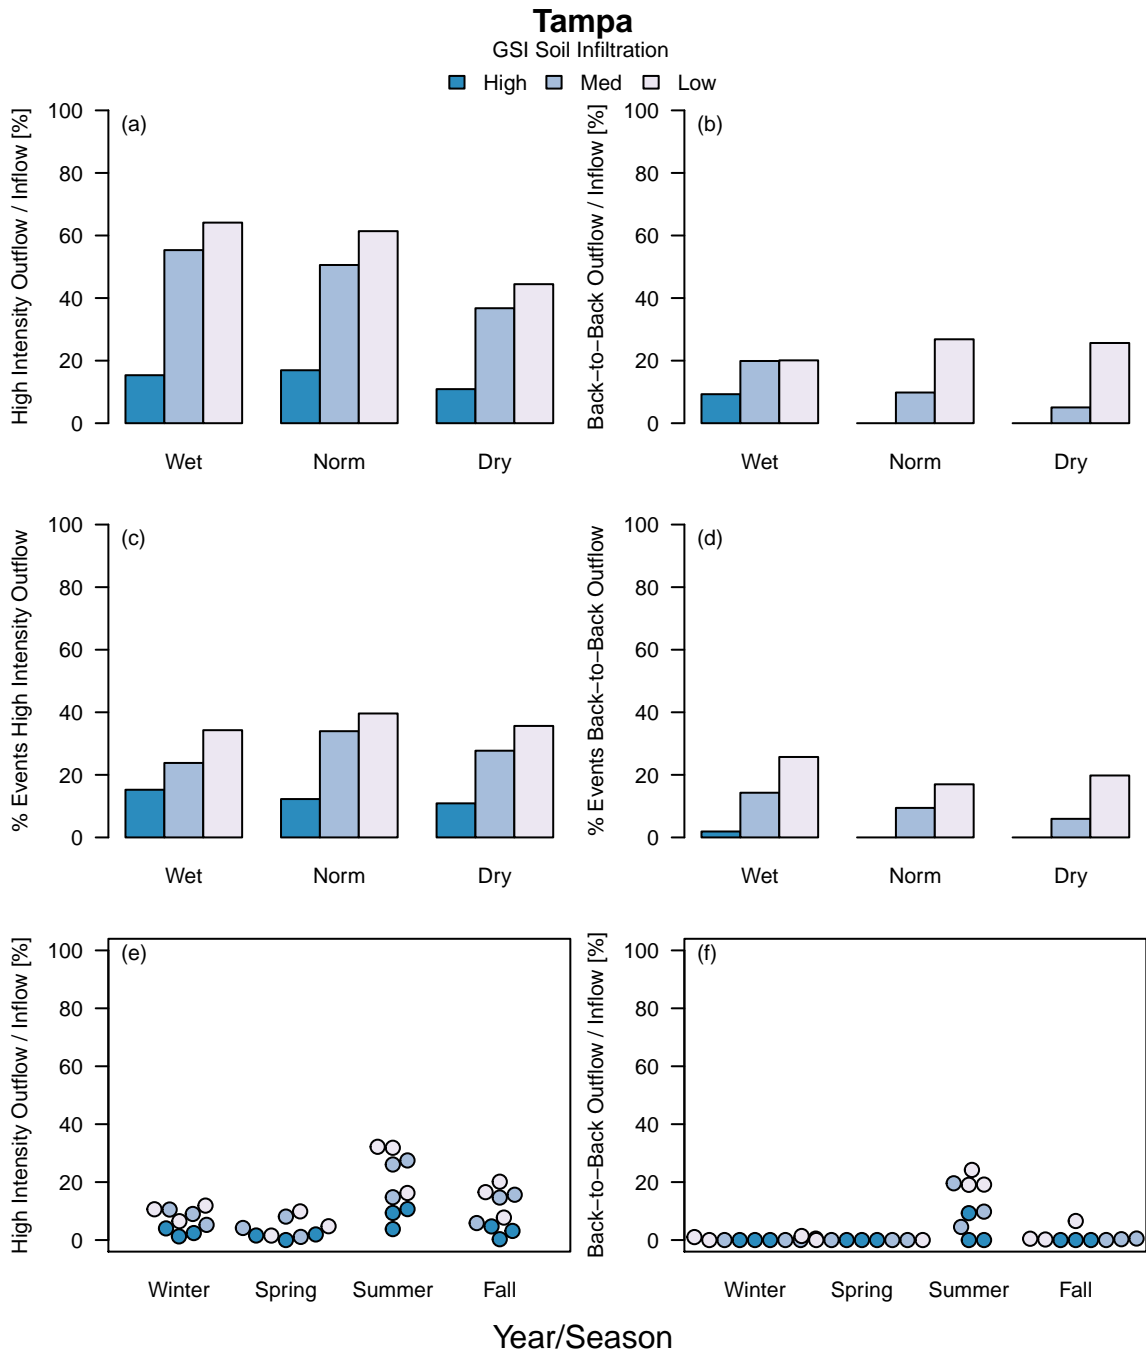 Tampa
GSI Soil Infiltration
High Med Low
High Intensity Outflow / Inflow [%]
(a)
100
80
60
40
20
0
Wet Norm Dry
Back−to−Back Outflow / Inflow [%]
(b)
100
80
60
40
20
0
Wet Norm Dry
% Events High Intensity Outflow
(c)
100
80
60
40
20
0
Wet Norm Dry
% Events Back−to−Back Outflow
(d)
100
80
60
40
20
0
Wet Norm Dry
High Intensity Outflow / Inflow [%]
(e)
100
80
60
40
20
0
Winter Spring Summer Fall
Back−to−Back Outflow / Inflow [%]
(f)
100
80
60
40
20
0
Winter Spring Summer Fall
Year/Season